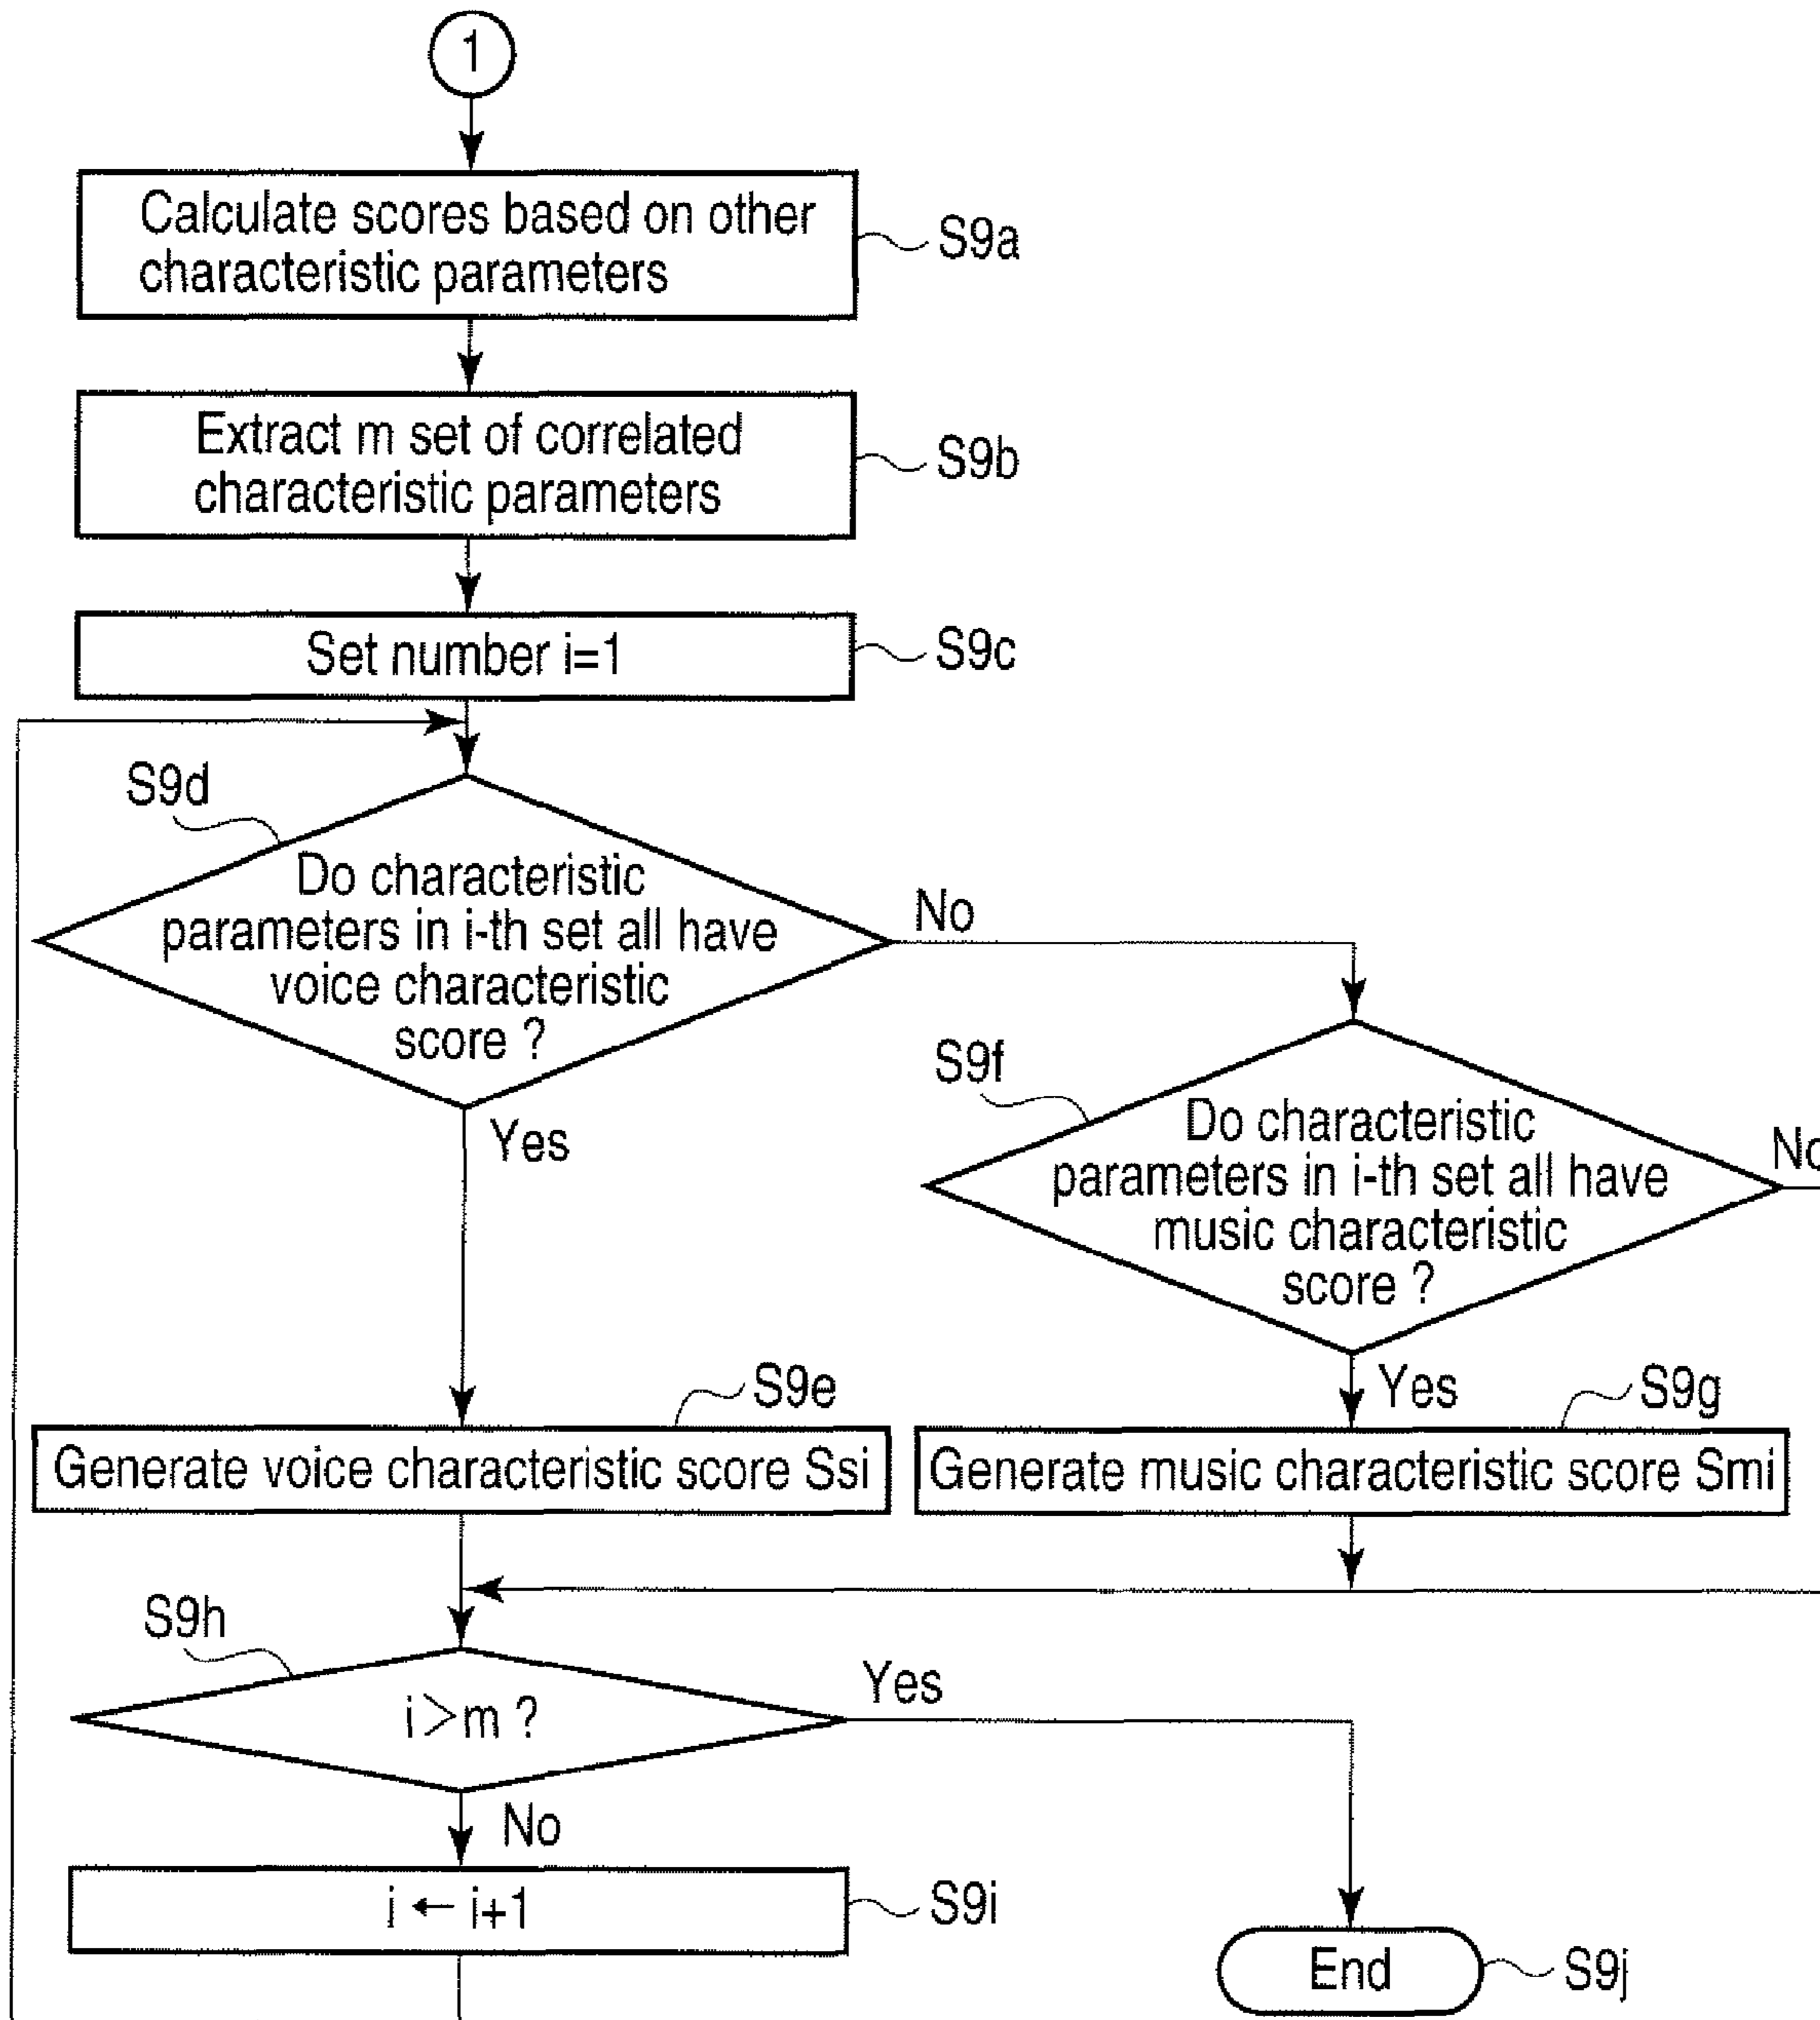 1
Calculate scores based on other
characteristic parameters
S9a
Extract m set of correlated
characteristic parameters
S9b
Set number i=1
S9c
S9d
Do characteristic
parameters in i-th set all have
voice characteristic
score ?
No
Yes
S9f
Do characteristic
parameters in i-th set all have
music characteristic
score ?
No
Yes
S9e
Generate voice characteristic score Ssi
S9g
Generate music characteristic score Smi
S9h
i>m ?
Yes
No
i ← i+1
S9i
End
S9j